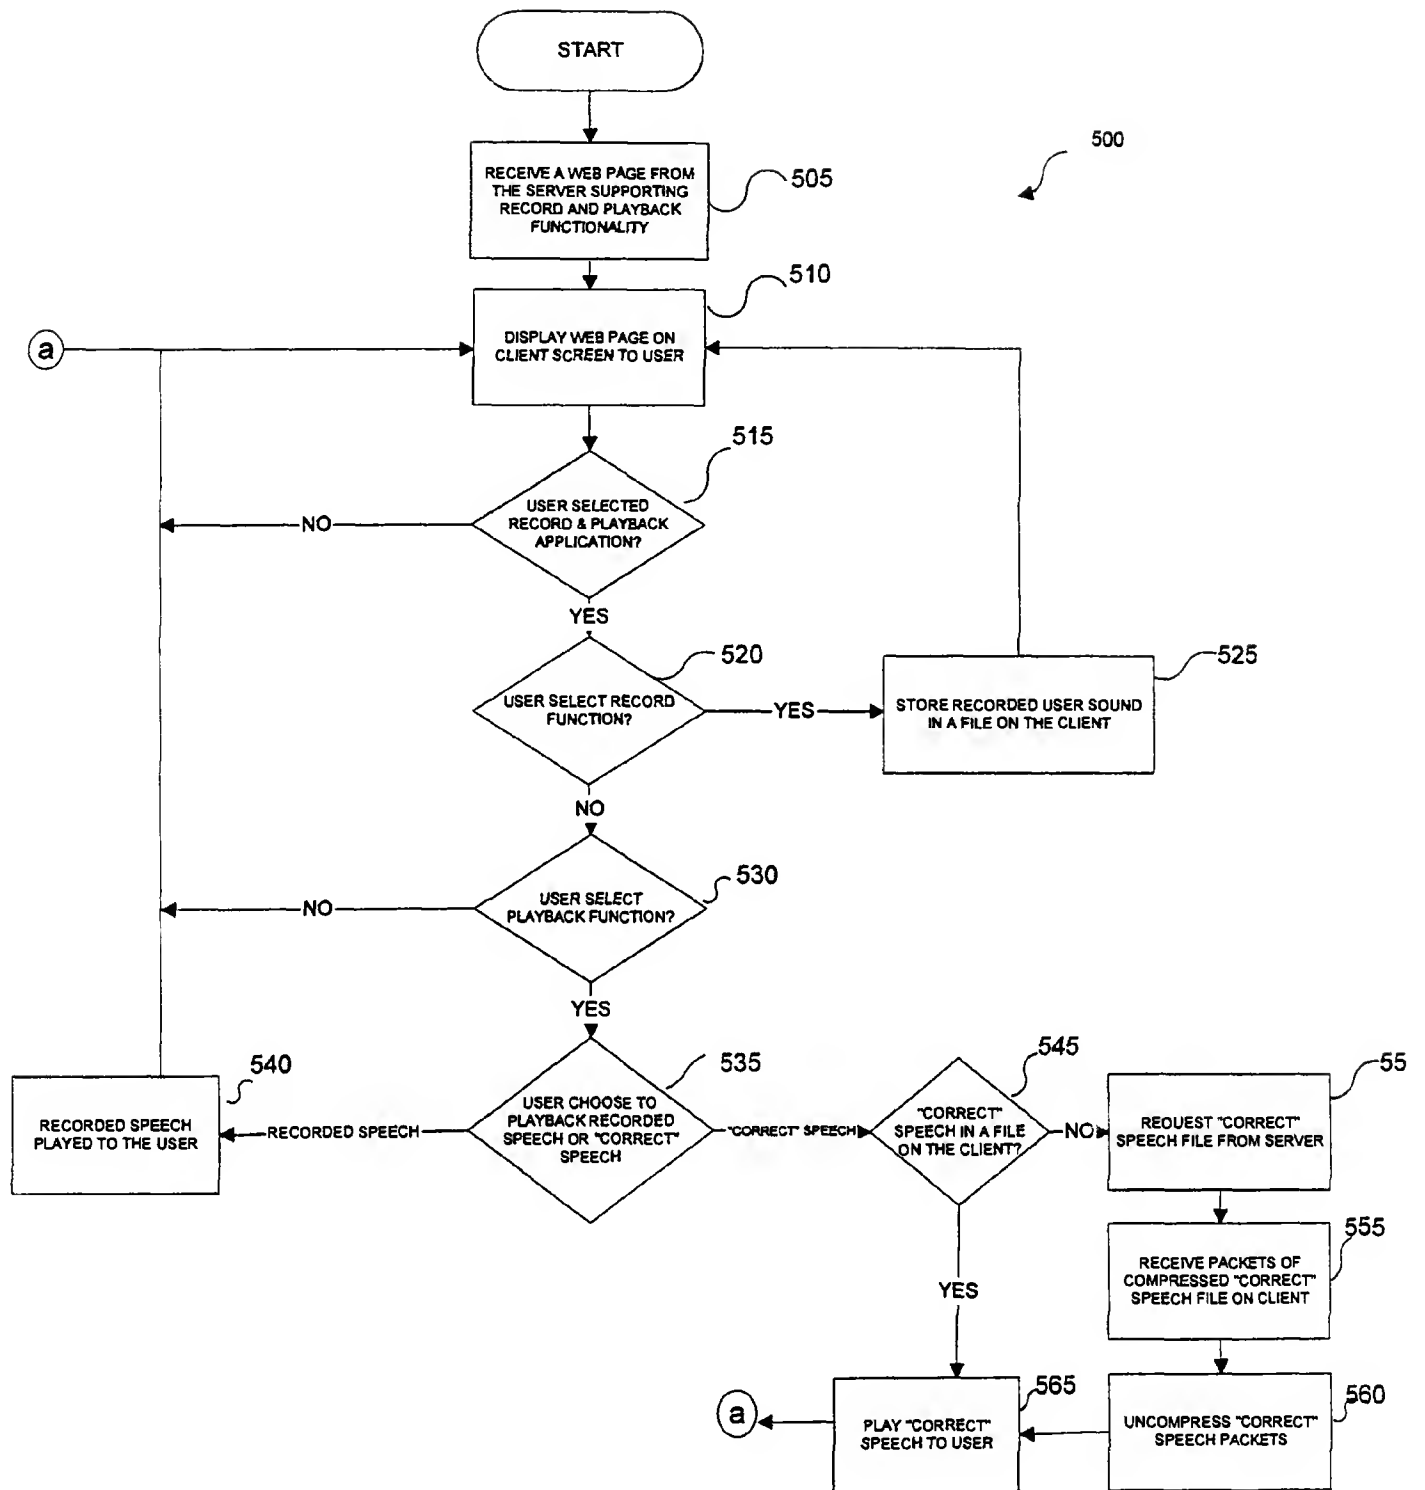 START
500
RECEIVE A WEB PAGE FROM
THE SERVER SUPPORTING
RECORD AND PLAYBACK
FUNCTIONALITY
505
510
DISPLAY WEB PAGE ON
CLIENT SCREEN TO USER
a
515
USER SELECTED
RECORD & PLAYBACK
APPLICATION?
NO
YES
520
USER SELECT RECORD
FUNCTION?
YES
525
STORE RECORDED USER SOUND
IN A FILE ON THE CLIENT
NO
530
USER SELECT
PLAYBACK FUNCTION?
NO
YES
535
USER CHOOSE TO
PLAYBACK RECORDED
SPEECH OR "CORRECT"
SPEECH
RECORDED SPEECH
540
RECORDED SPEECH
PLAYED TO THE USER
"CORRECT" SPEECH
545
"CORRECT"
SPEECH IN A FILE
ON THE CLIENT?
NO
55
REQUEST "CORRECT"
SPEECH FILE FROM SERVER
555
RECEIVE PACKETS OF
COMPRESSED "CORRECT"
SPEECH FILE ON CLIENT
YES
560
UNCOMPRESS "CORRECT"
SPEECH PACKETS
565
PLAY "CORRECT"
SPEECH TO USER
a